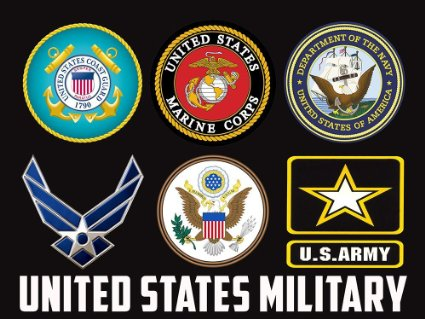 UNITED STATES COAST GUARD
1790
UNITED STATES
MARINE CORPS
DEPARTMENT OF THE NAVY
UNITED STATES OF AMERICA
U.S.ARMY
UNITED STATES MILITARY